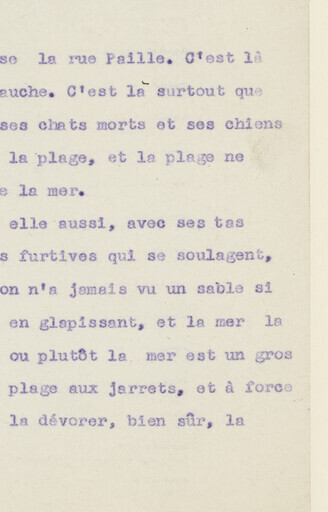 se la rue Paille. C'est là
auche. C'est là surtout que
ses chats morts et ses chiens
la plage, et la plage ne
e la mer.
elle aussi, avec ses tas
s furtives qui se soulagent,
on n'a jamais vu un sable si
en glapissant, et la mer la
ou plutôt la mer est un gros
plage aux jarrets, et à force
la dévorer, bien sûr, la